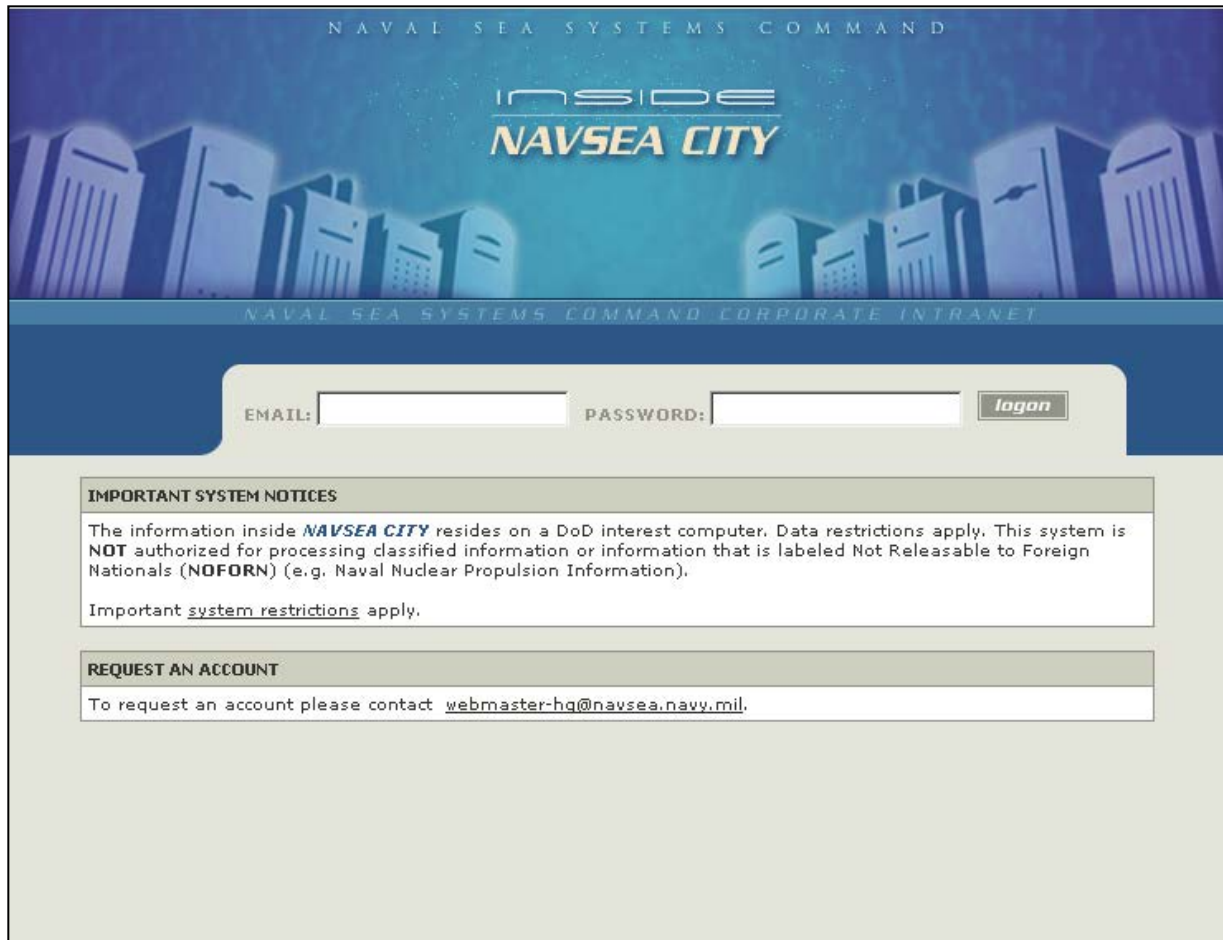 NAVAL SEA SYSTEMS COMMAND
INSIDE
NAVSEA CITY
NAVAL SEA SYSTEMS COMMAND CORPORATE INTRANET
EMAIL: PASSWORD: logon
IMPORTANT SYSTEM NOTICES
The information inside NAVSEA CITY resides on a DoD interest computer. Data restrictions apply. This system is
NOT authorized for processing classified information or information that is labeled Not Releasable to Foreign
Nationals (NOFORN) (e.g. Naval Nuclear Propulsion Information).
Important system restrictions apply.
REQUEST AN ACCOUNT
To request an account please contact webmaster-hq@navsea.navy.mil.